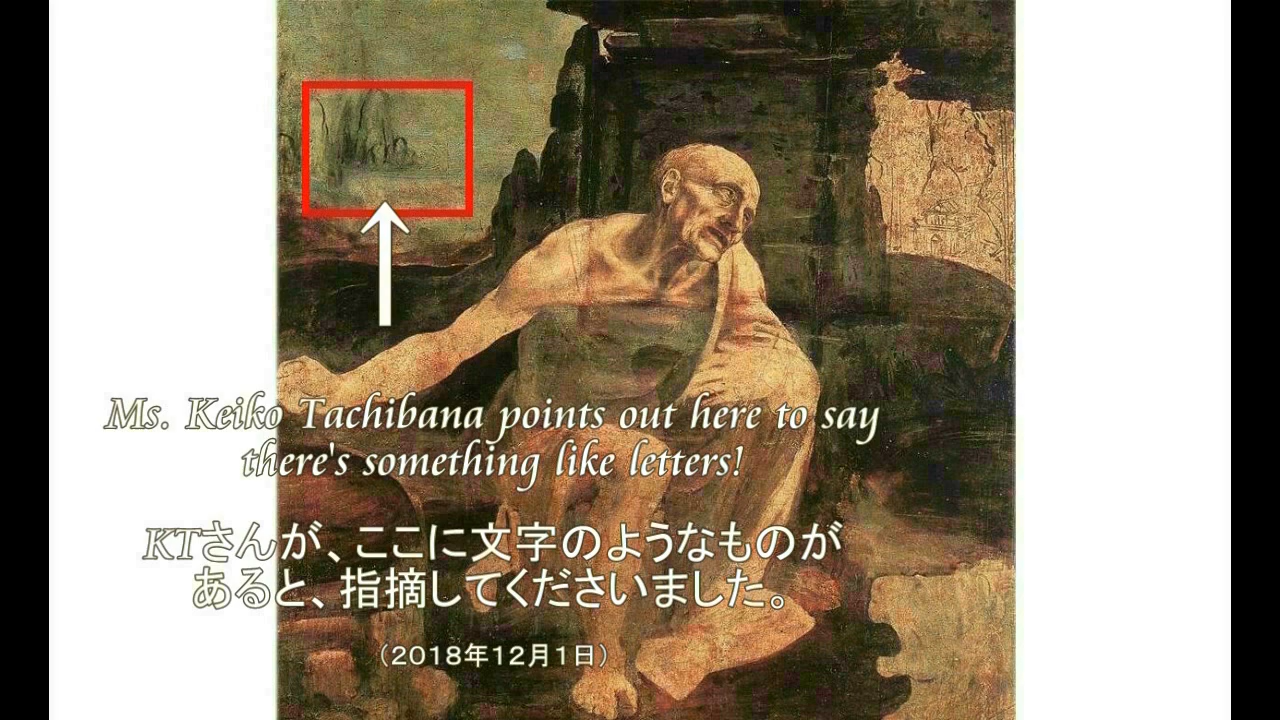 Ms. Keiko Tachibana points out here to say
there's something like letters!
KTさんが、ここに文字のようなものが
あると、指摘してくださいました。
（2018年12月1日）